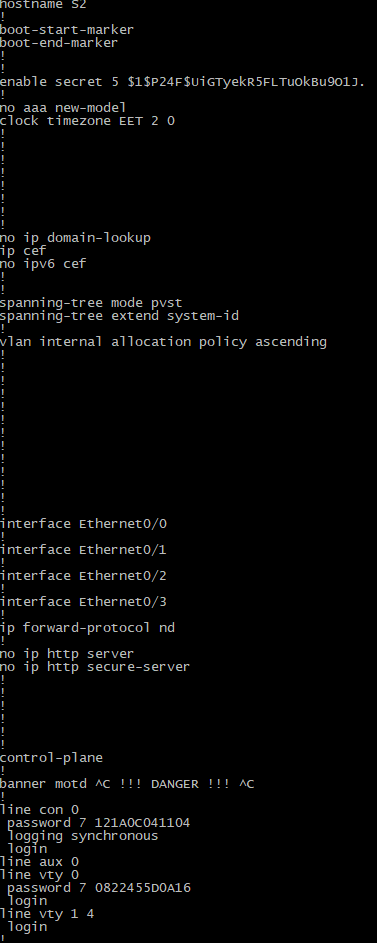 hostname S2
!
boot-start-marker
boot-end-marker
!
!
enable secret 5 $1$P24F$UiGTyekR5FLTuOkBu9O1J.
!
no aaa new-model
clock timezone EET 2 0
!
!
!
!
!
!
!
!
no ip domain-lookup
ip cef
no ipv6 cef
!
!
spanning-tree mode pvst
spanning-tree extend system-id
!
vlan internal allocation policy ascending
!
!
!
!
!
!
!
!
!
!
!
!
!
interface Ethernet0/0
!
interface Ethernet0/1
!
interface Ethernet0/2
!
interface Ethernet0/3
!
ip forward-protocol nd
!
no ip http server
no ip http secure-server
!
!
!
!
!
!
control-plane
!
banner motd ^C !!! DANGER !!! ^C
!
line con 0
 password 7 121A0C041104
 logging synchronous
 login
line aux 0
line vty 0
 password 7 0822455D0A16
 login
line vty 1 4
 login
!